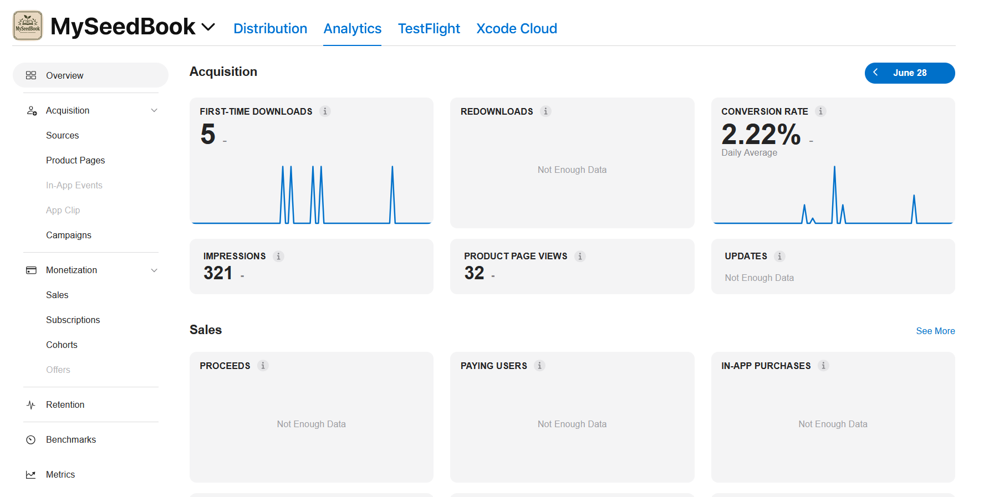 MySeedBook
MySeedBook
Distribution
Analytics
TestFlight
Xcode Cloud
Overview
Acquisition
Sources
Product Pages
In-App Events
App Clip
Campaigns
Monetization
Sales
Subscriptions
Cohorts
Offers
Retention
Benchmarks
Metrics
Acquisition
June 28
FIRST-TIME DOWNLOADS
5 -
REDOWNLOADS
Not Enough Data
CONVERSION RATE
2.22% -
Daily Average
IMPRESSIONS
321 -
PRODUCT PAGE VIEWS
32 -
UPDATES
Not Enough Data
Sales
See More
PROCEEDS
Not Enough Data
PAYING USERS
Not Enough Data
IN-APP PURCHASES
Not Enough Data